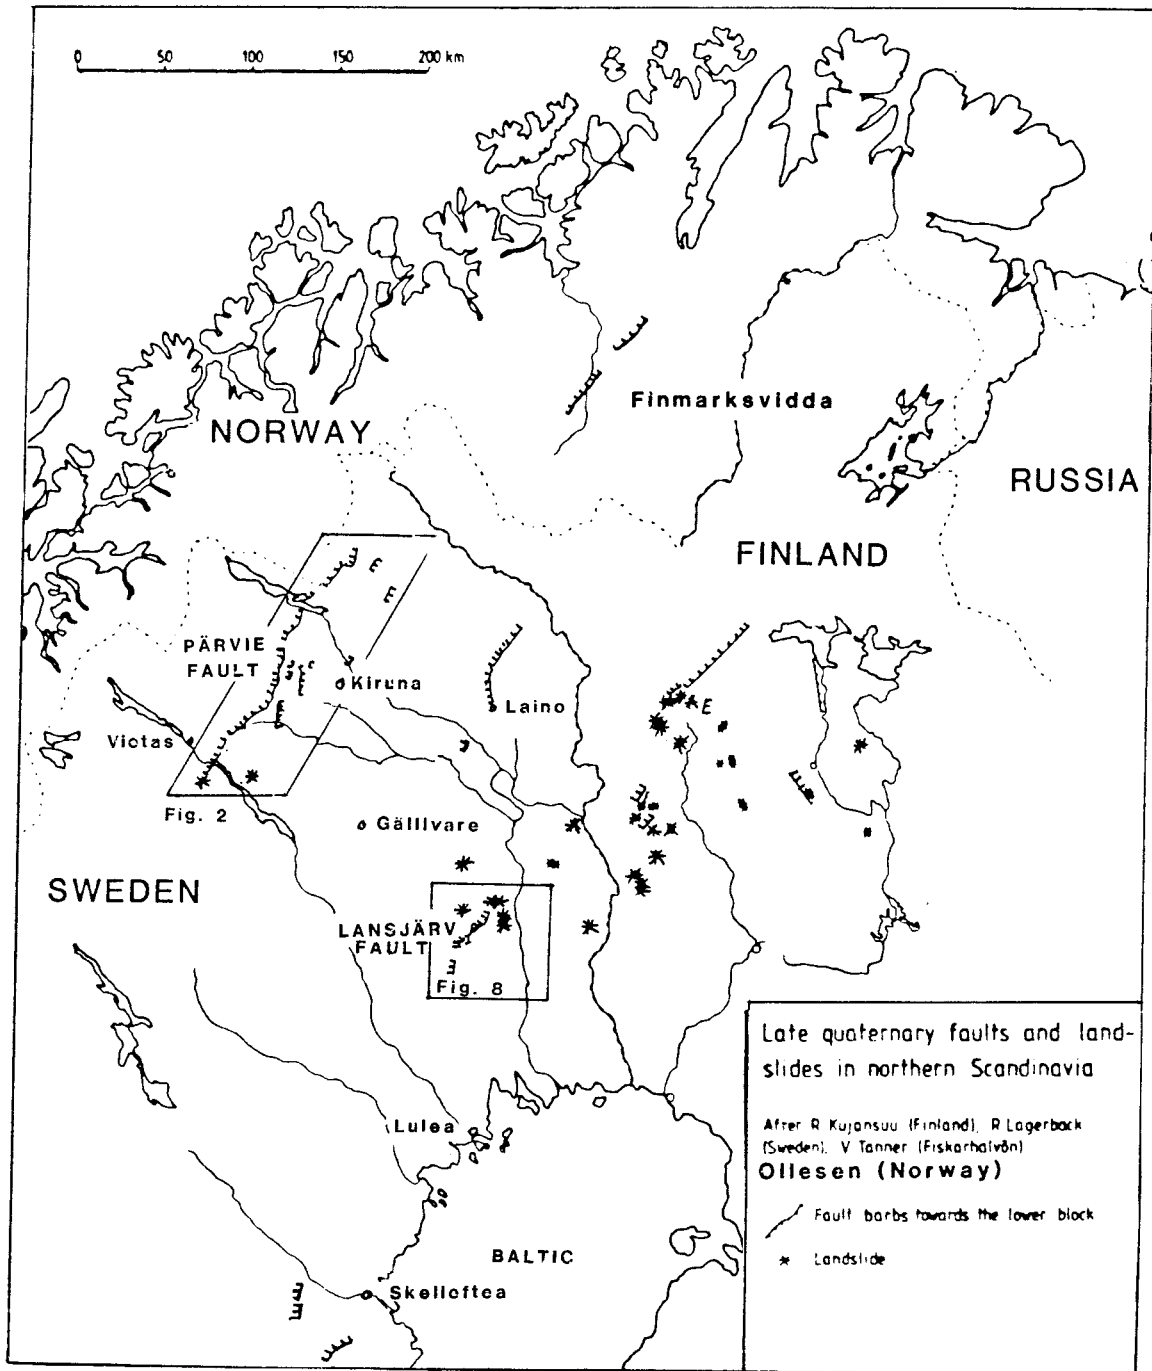 0 50 100 150 200 km
NORWAY
Finmarksvidda
RUSSIA
FINLAND
PÄRVIE
FAULT
Kiruna
Laino
Victas
Fig. 2
Gällivare
SWEDEN
LANSJÄRV
FAULT
Fig. 8
Lulea
BALTIC
Skelleftea
Late quaternary faults and land-
slides in northern Scandinavia
After R Kujansuu (Finland), R Lagerback
(Sweden), V Tanner (Fiskarhalvön)
Ollesen (Norway)
Fault barbs towards the lower block
Landslide